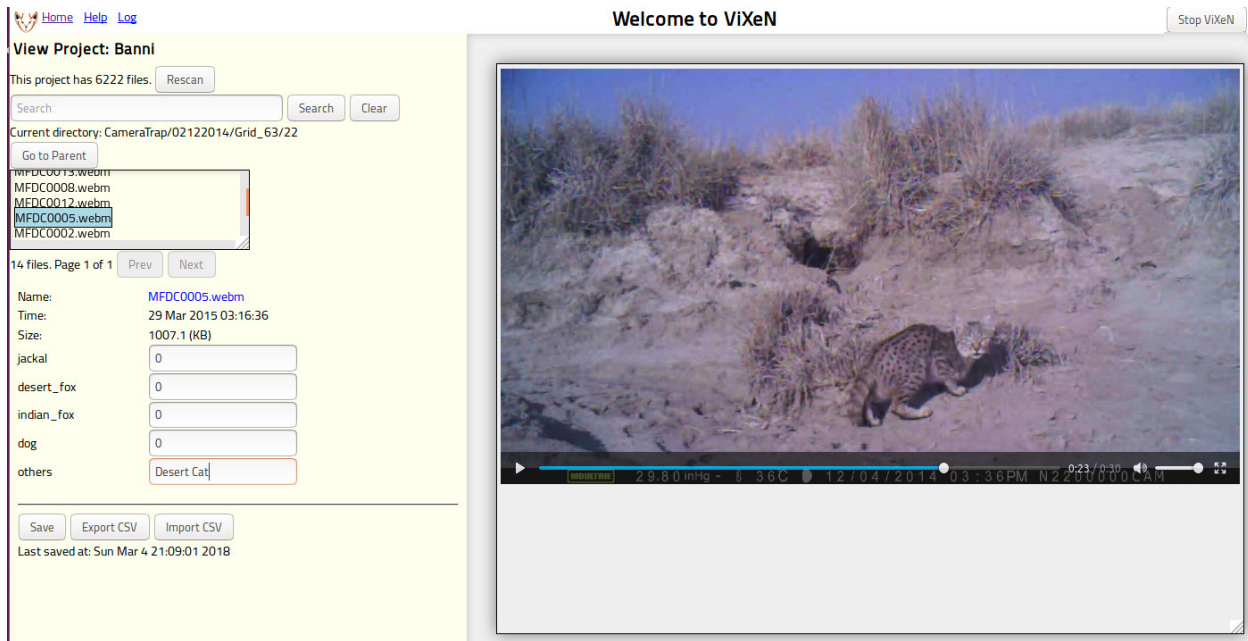 Home Help Log
Welcome to ViXeN
Stop ViXeN
View Project: Banni
This project has 6222 files. Rescan
Search Search Clear
Current directory: CameraTrap/02122014/Grid_63/22
Go to Parent
MFDC0013.webm
MFDC0008.webm
MFDC0012.webm
MFDC0005.webm
MFDC0002.webm
14 files. Page 1 of 1 Prev Next
Name: MFDC0005.webm
Time: 29 Mar 2015 03:16:36
Size: 1007.1 (KB)
jackal 0
desert_fox 0
indian_fox 0
dog 0
others Desert Cat
Save Export CSV Import CSV
Last saved at: Sun Mar 4 21:09:01 2018
0:23 / 0:30
MOULTRIE 29.80 inHg - 36C 12/04/2014 03:36PM N2200000CAM